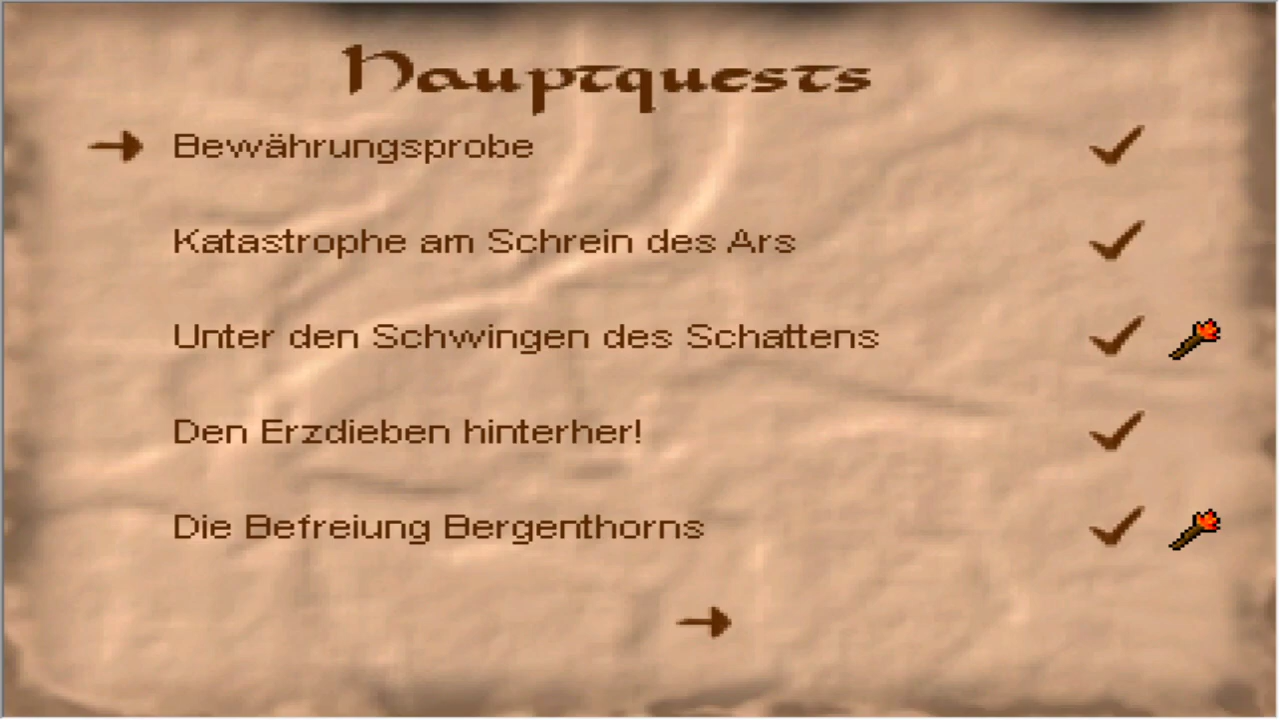 Hauptquests
Bewährungsprobe
Katastrophe am Schrein des Ars
Unter den Schwingen des Schattens
Den Erzdieben hinterher!
Die Befreiung Bergenthorns